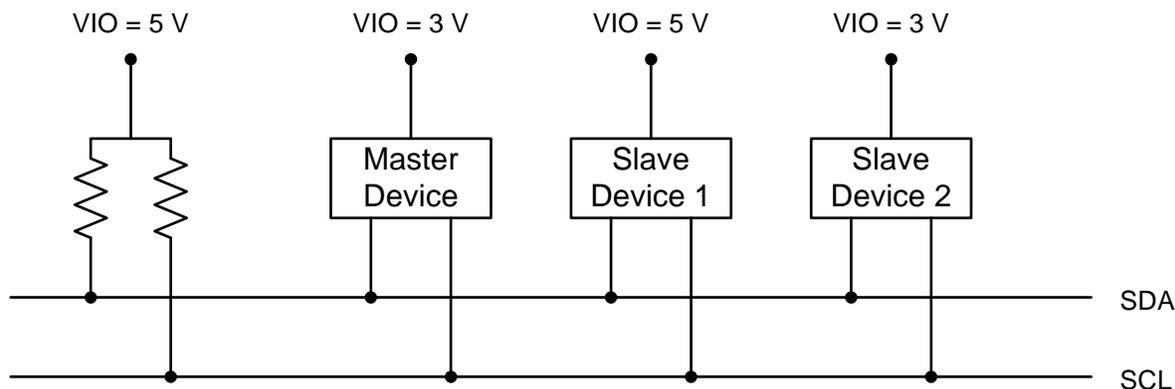 VIO = 5 V
VIO = 3 V
VIO = 5 V
VIO = 3 V
Master
Device
Slave
Device 1
Slave
Device 2
SDA
SCL